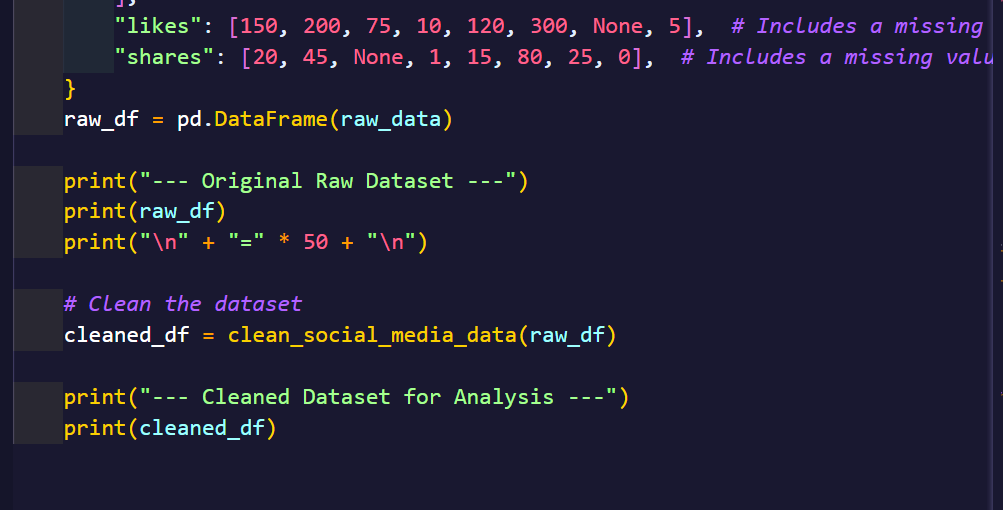 ],
"likes": [150, 200, 75, 10, 120, 300, None, 5],  # Includes a missing
"shares": [20, 45, None, 1, 15, 80, 25, 0],  # Includes a missing valu
}
raw_df = pd.DataFrame(raw_data)
print("--- Original Raw Dataset ---")
print(raw_df)
print("\n" + "=" * 50 + "\n")
# Clean the dataset
cleaned_df = clean_social_media_data(raw_df)
print("--- Cleaned Dataset for Analysis ---")
print(cleaned_df)